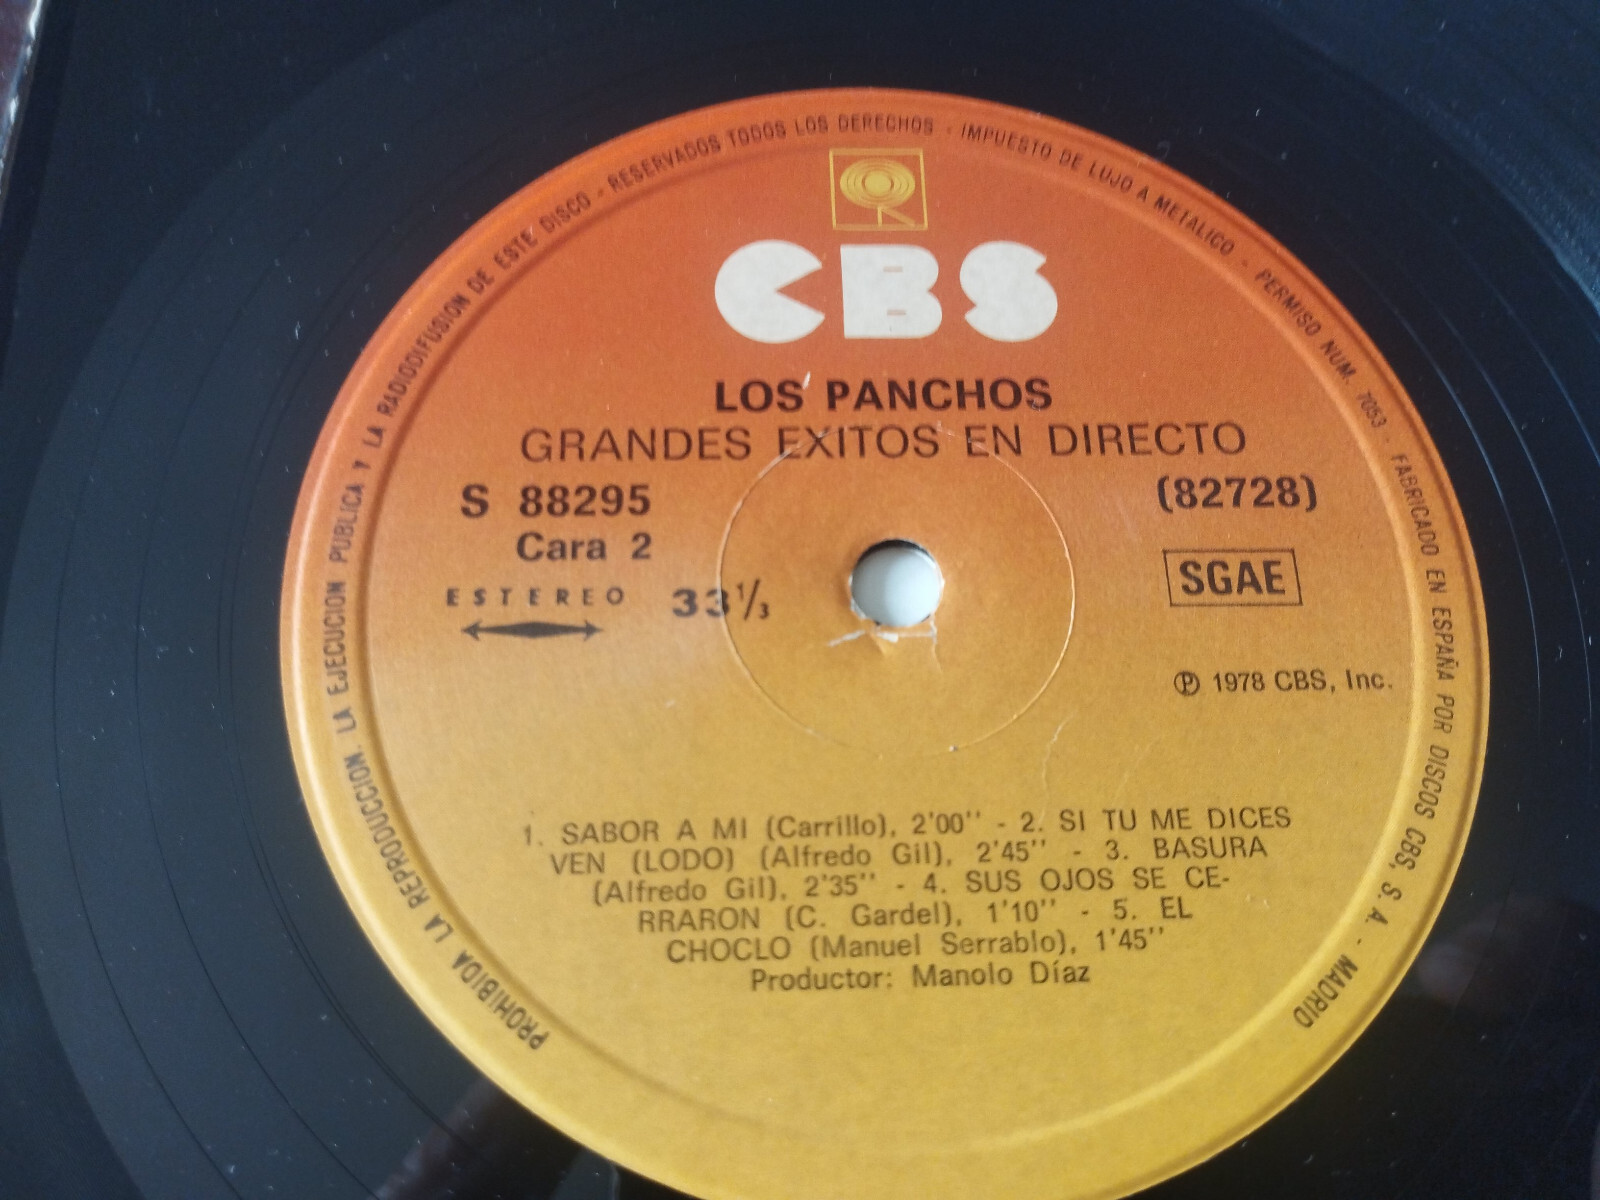 PROHIBIDA LA REPRODUCCION. LA EJECUCION PUBLICA Y LA RADIODIFUSION DE ESTE DISCO - RESERVADOS TODOS LOS DERECHOS - IMPUESTO DE LUJO A METALICO - PERMISO NUM. 7053 - FABRICADO EN ESPAÑA POR DISCOS CBS, S. A. - MADRID
CBS
LOS PANCHOS
GRANDES EXITOS EN DIRECTO
S 88295 (82728)
Cara 2
ESTEREO 33 1/3 SGAE
℗ 1978 CBS, Inc.
1. SABOR A MI (Carrillo), 2'00'' - 2. SI TU ME DICES
VEN (LODO) (Alfredo Gil), 2'45'' - 3. BASURA
(Alfredo Gil), 2'35'' - 4. SUS OJOS SE CE-
RRARON (C. Gardel), 1'10'' - 5. EL
CHOCLO (Manuel Serrablo), 1'45''
Productor: Manolo Díaz